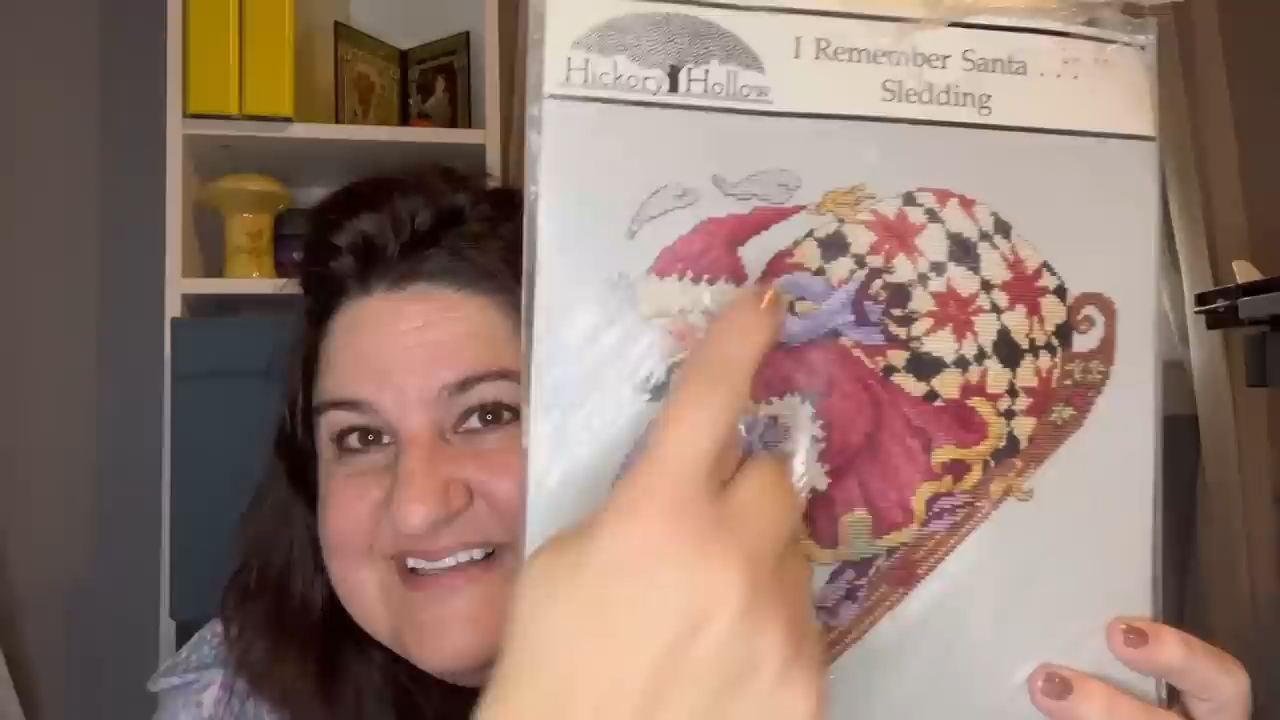 Hickory Hollow
I Remember Santa . . .
Sledding